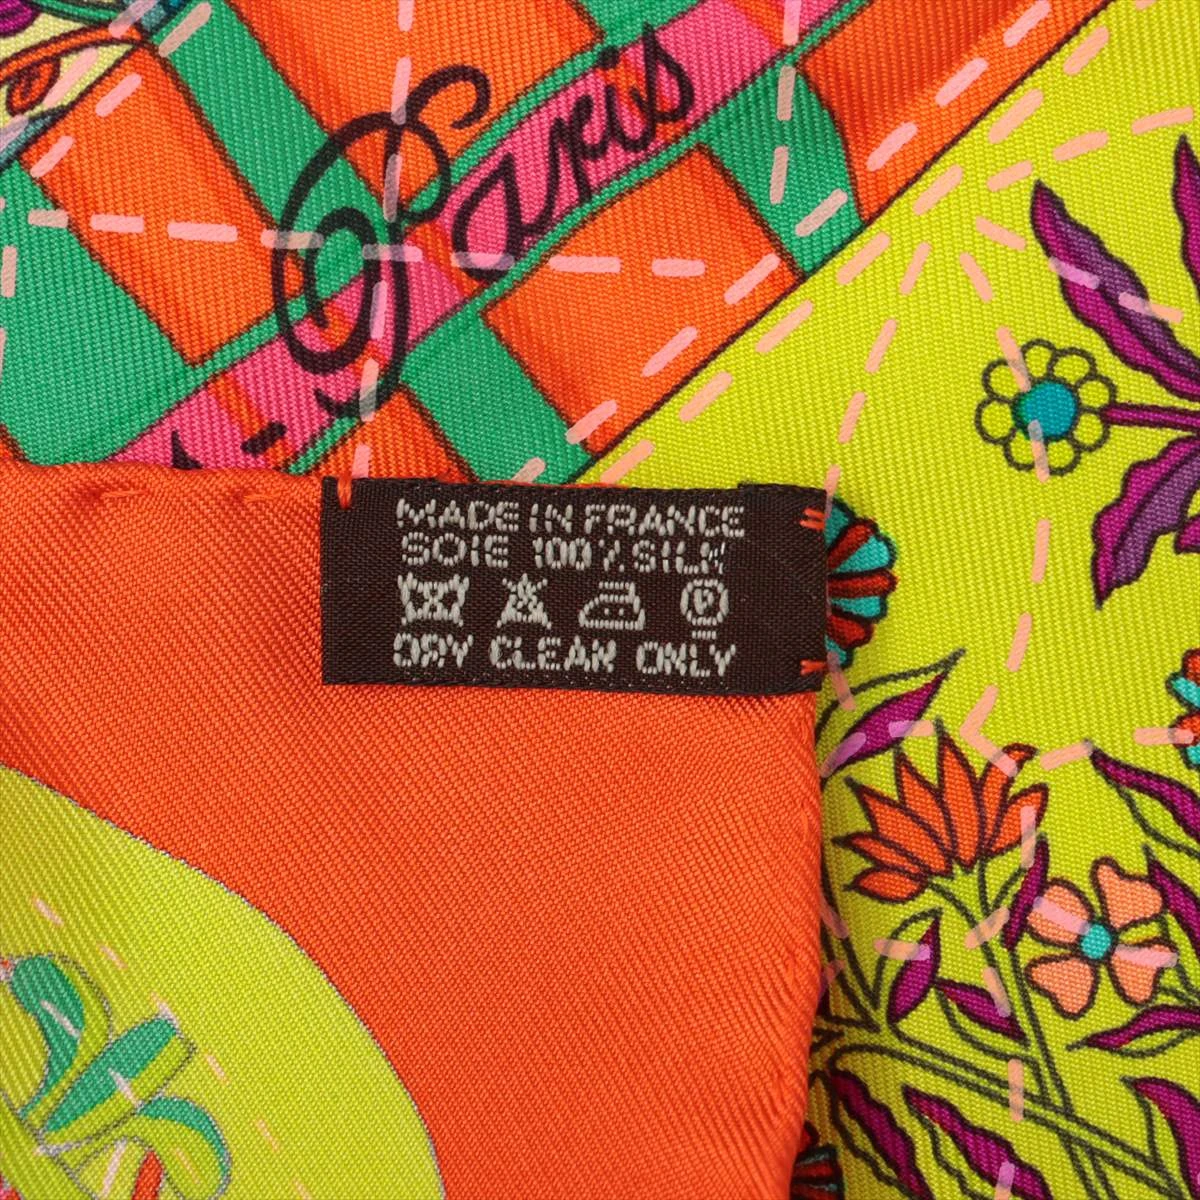 Paris
MADE IN FRANCE
SOIE 100% SILK
P
DRY CLEAN ONLY